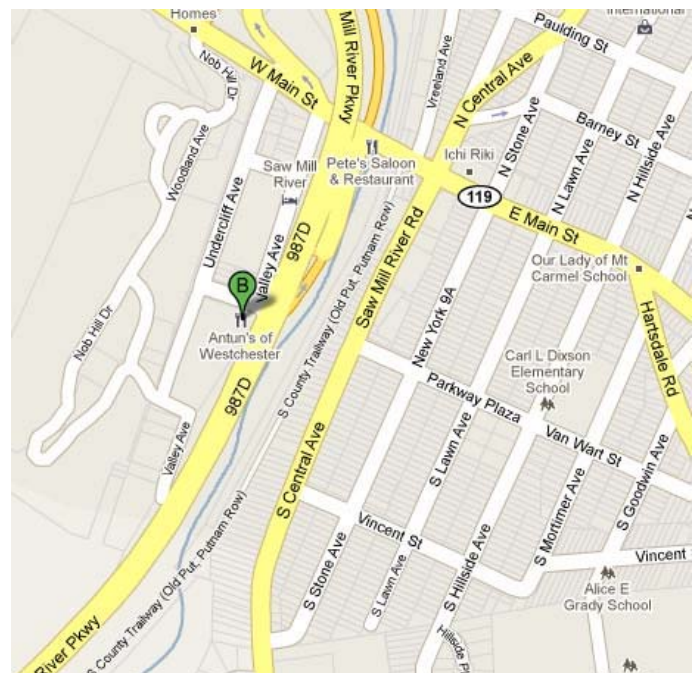 Homes'
W Main St
Mill River Pkwy
Paulding St
International
Nob Hill Dr
Vreeland Ave
N Central Ave
Barney St
N Stone Ave
N Lawn Ave
N Hillside Ave
Woodland Ave
Undercliff Ave
Saw Mill
River
Pete's Saloon
& Restaurant
Ichi Riki
119
E Main St
987D
Valley Ave
B
Antun's of
Westchester
S County Trailway (Old Put, Putnam Row)
Saw Mill River Rd
New York 9A
Our Lady of Mt
Carmel School
Hartsdale Rd
Nob Hill Dr
Carl L Dixson
Elementary
School
Parkway Plaza
Van Wart St
987D
Valley Ave
S Lawn Ave
S Goodwin Ave
S Central Ave
Vincent St
S Mortimer Ave
S Stone Ave
S Lawn Ave
S Hillside Ave
Vincent S
Alice E
Grady School
S County Trailway (Old Put, Putnam Row)
River Pkwy
Hillside Pl